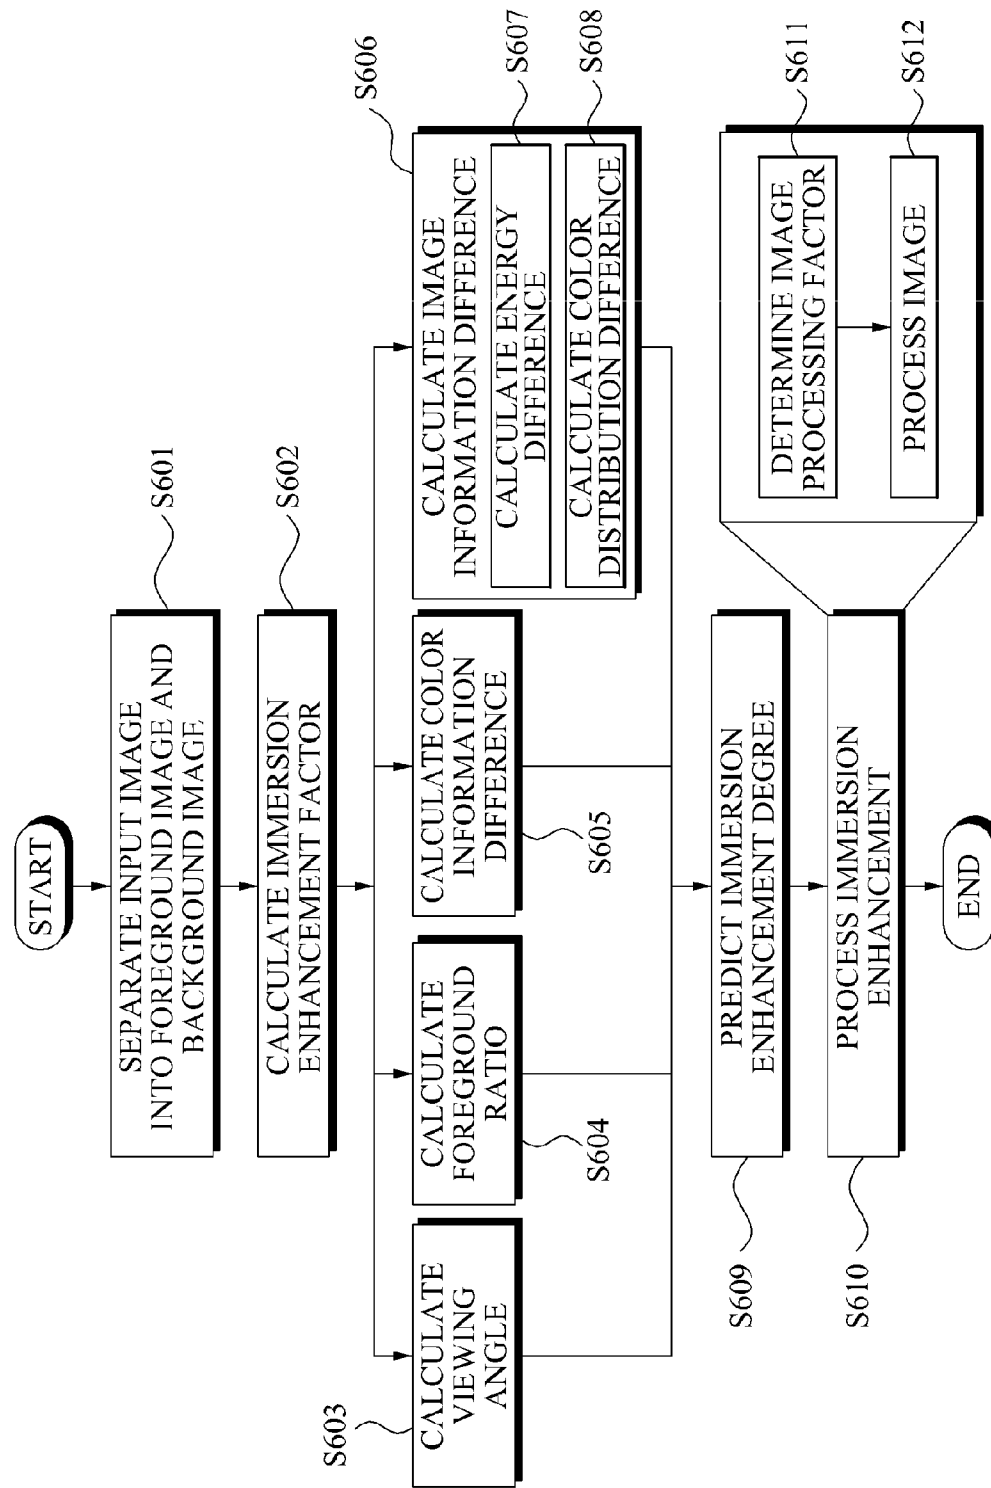 START
SEPARATE INPUT IMAGE
INTO FOREGROUND IMAGE AND
BACKGROUND IMAGE
S601
CALCULATE IMMERSION
ENHANCEMENT FACTOR
S602
S603
CALCULATE
VIEWING
ANGLE
CALCULATE
FOREGROUND
RATIO
S604
CALCULATE COLOR
INFORMATION
DIFFERENCE
S605
CALCULATE IMAGE
INFORMATION DIFFERENCE
S606
CALCULATE ENERGY
DIFFERENCE
S607
CALCULATE COLOR
DISTRIBUTION DIFFERENCE
S608
S609
PREDICT IMMERSION
ENHANCEMENT DEGREE
S610
PROCESS IMMERSION
ENHANCEMENT
DETERMINE IMAGE
PROCESSING FACTOR
S611
PROCESS IMAGE
S612
END